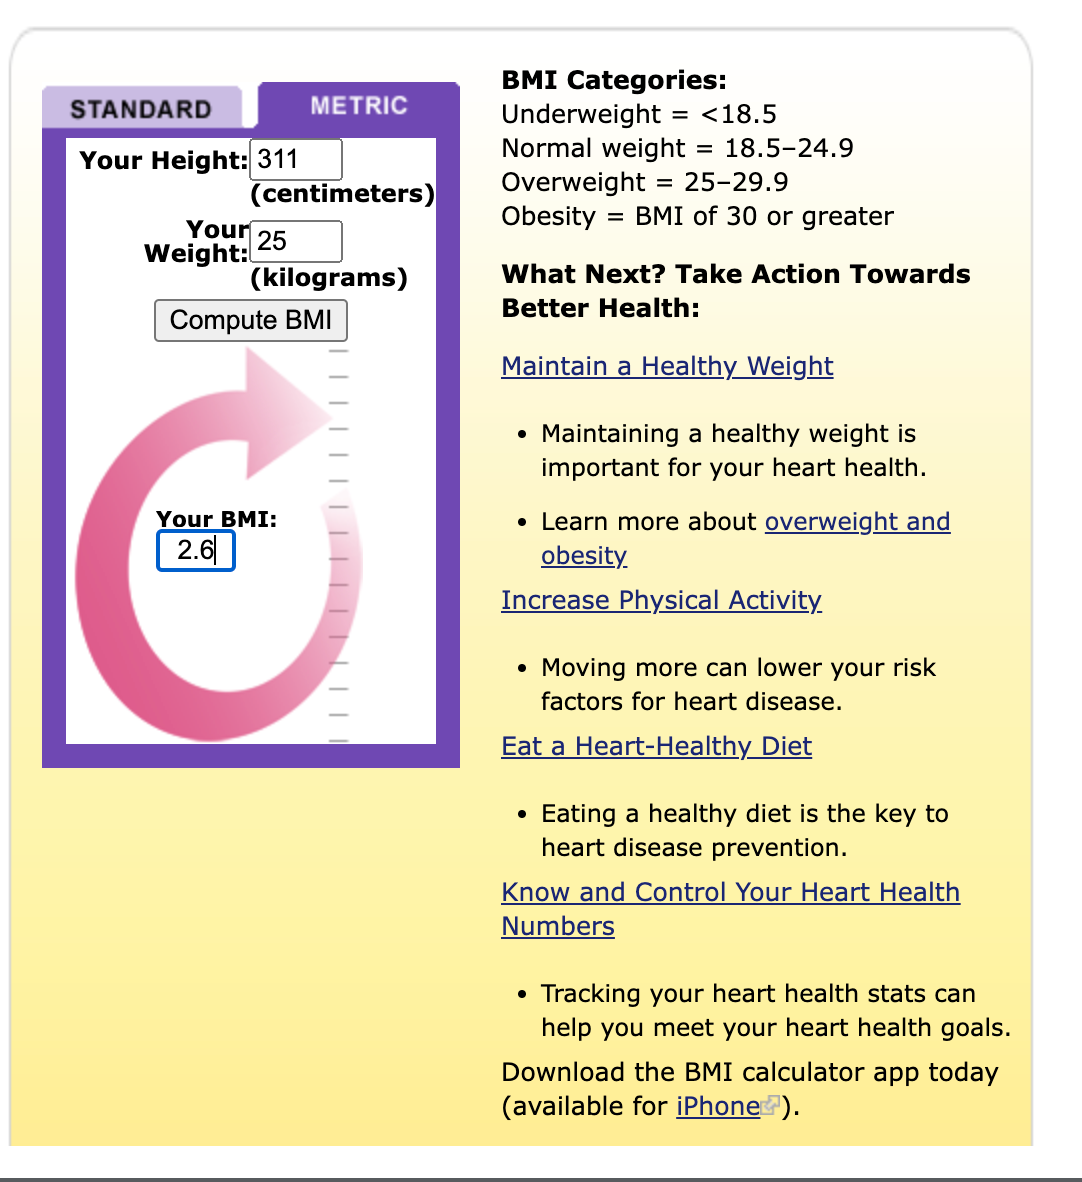 STANDARD
METRIC
Your Height: 311
(centimeters)
Your
Weight: 25
(kilograms)
Compute BMI
Your BMI:
2.6
BMI Categories:
Underweight = <18.5
Normal weight = 18.5–24.9
Overweight = 25–29.9
Obesity = BMI of 30 or greater
What Next? Take Action Towards
Better Health:
Maintain a Healthy Weight
• Maintaining a healthy weight is
important for your heart health.
• Learn more about overweight and
obesity
Increase Physical Activity
• Moving more can lower your risk
factors for heart disease.
Eat a Heart-Healthy Diet
• Eating a healthy diet is the key to
heart disease prevention.
Know and Control Your Heart Health
Numbers
• Tracking your heart health stats can
help you meet your heart health goals.
Download the BMI calculator app today
(available for iPhone).